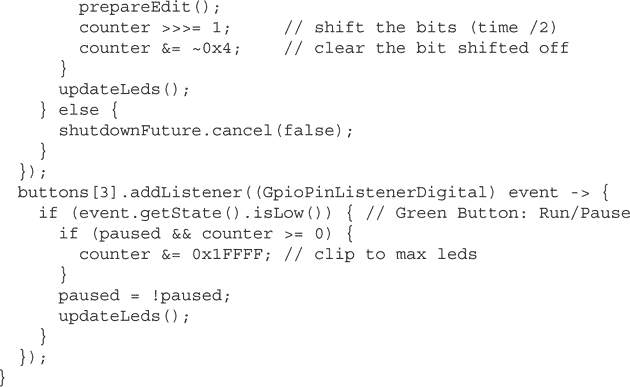 prepareEdit();
        counter >>>= 1;     // shift the bits (time /2)
        counter &= ~0x4;    // clear the bit shifted off
      }
      updateLeds();
    } else {
      shutdownFuture.cancel(false);
    }
  });
  buttons[3].addListener((GpioPinListenerDigital) event -> {
    if (event.getState().isLow()) { // Green Button: Run/Pause
      if (paused && counter >= 0) {
        counter &= 0x1FFFF; // clip to max leds
      }
      paused = !paused;
      updateLeds();
    }
  });
}